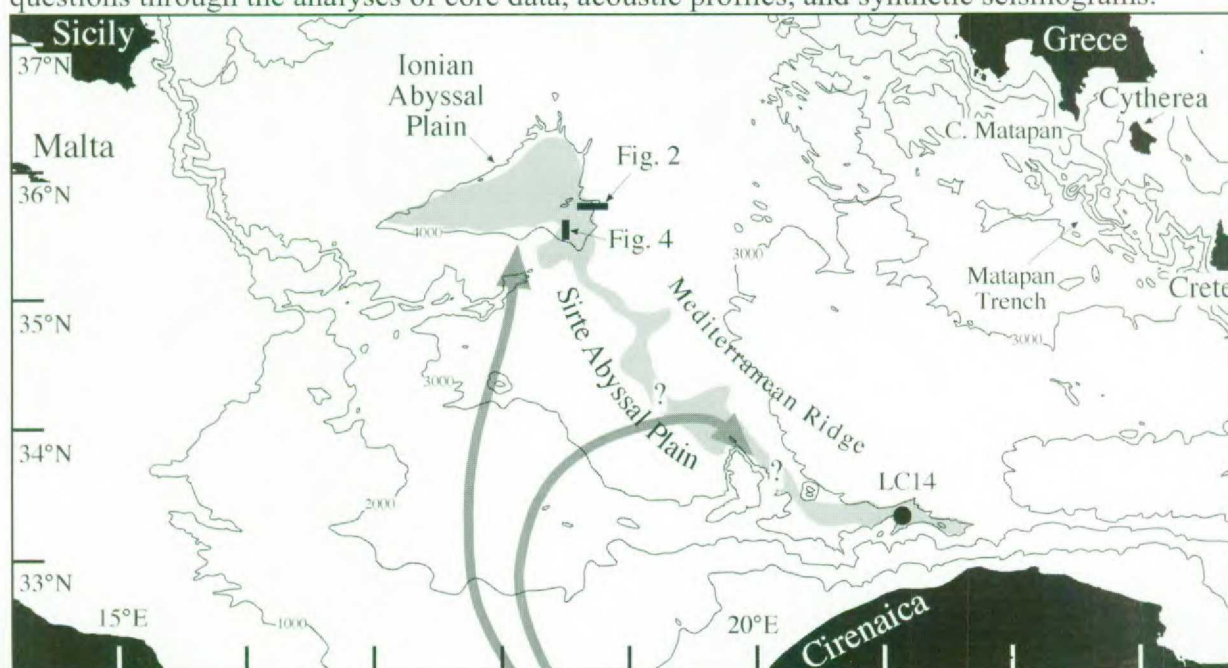 questions through the analyses of core data, acoustic profiles, and synthetic seismograms.
Sicily
Grece
37°N
Ionian
Abyssal
Plain
Cytherea
C. Matapan
Malta
Fig. 2
36°N
4000
Fig. 4
3000
Matapan
Trench
Crete
35°N
3000
Sirte Abyssal Plain
Mediterranean Ridge
3000
?
34°N
?
LC14
2000
33°N
15°E
1000
20°E
Cirenaica